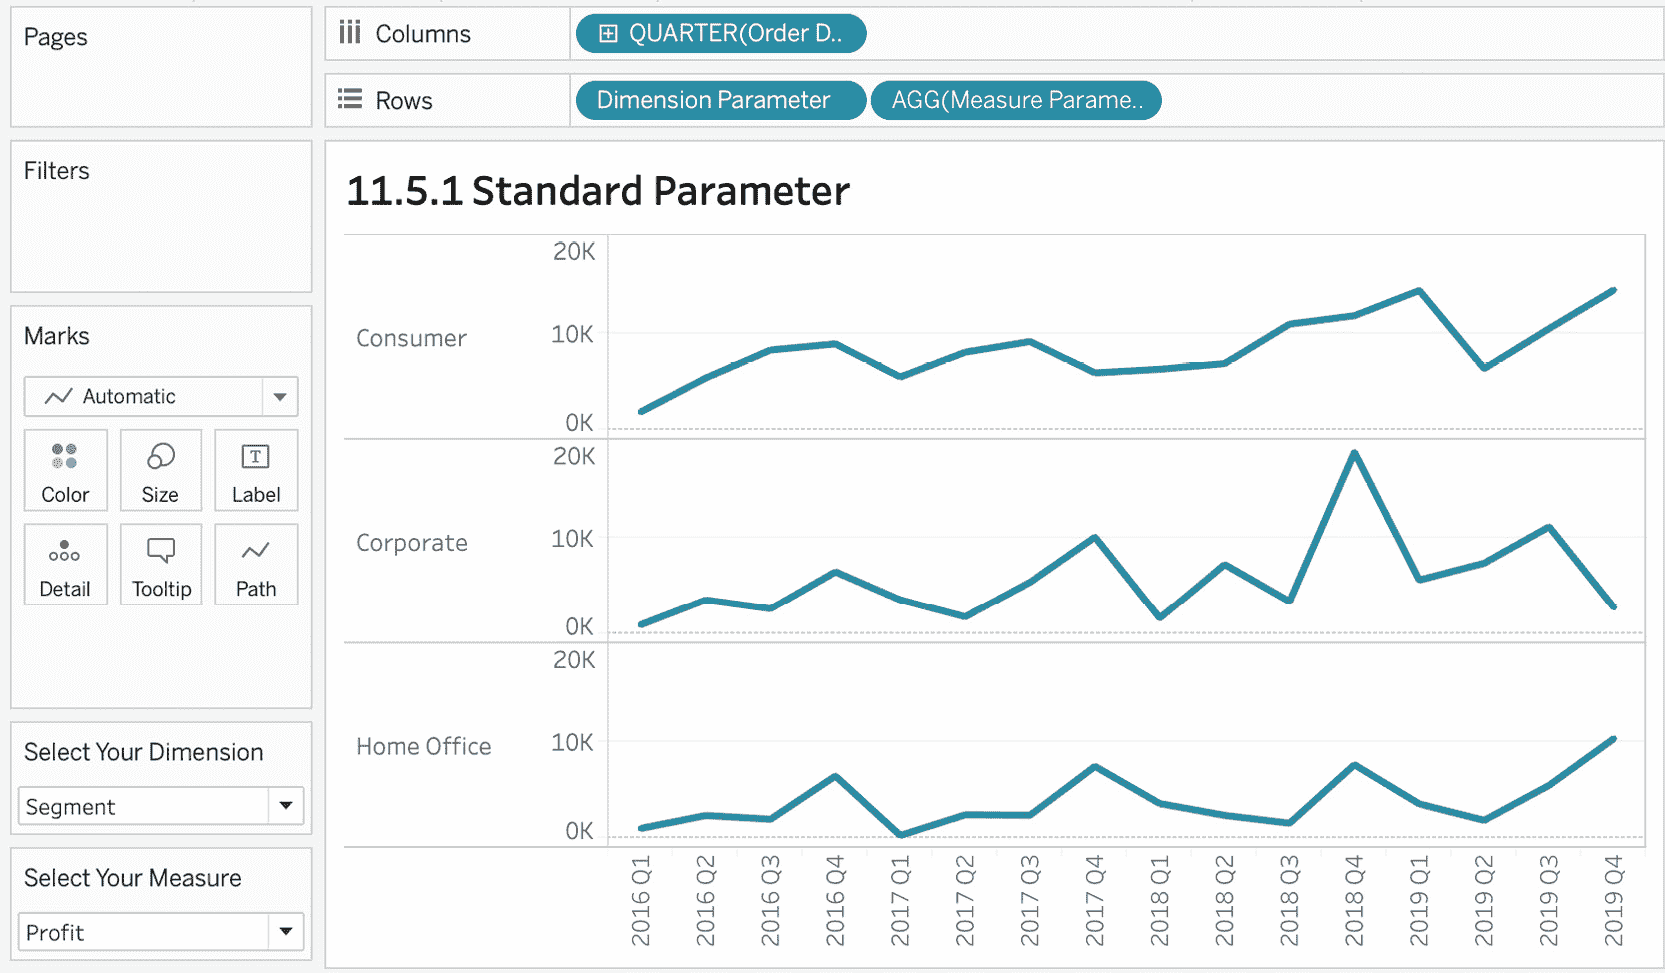 Pages
Columns
QUARTER(Order D..
Rows
Dimension Parameter
AGG(Measure Parame..
Filters
11.5.1 Standard Parameter
Marks
Automatic
Color
Size
T
Label
Detail
Tooltip
Path
Select Your Dimension
Segment
Select Your Measure
Profit
Consumer
20K
10K
0K
Corporate
20K
10K
0K
Home Office
20K
10K
0K
2016 Q1
2016 Q2
2016 Q3
2016 Q4
2017 Q1
2017 Q2
2017 Q3
2017 Q4
2018 Q1
2018 Q2
2018 Q3
2018 Q4
2019 Q1
2019 Q2
2019 Q3
2019 Q4